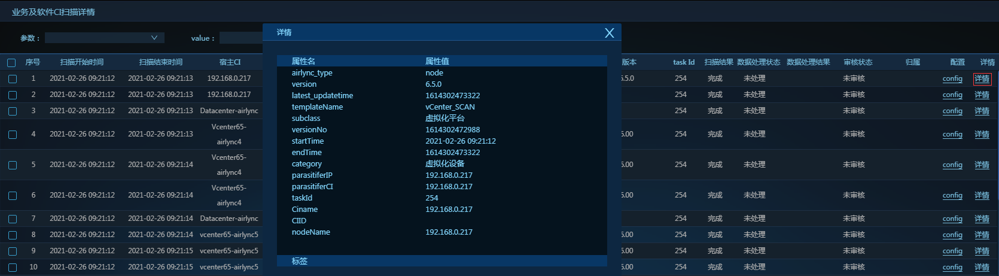 业务及软件CI扫描详情
参数： value：
详情 X
属性名 属性值
airlync_type node
version 6.5.0
latest_updatetime 1614302473322
templateName vCenter_SCAN
subclass 虚拟化平台
versionNo 1614302472988
startTime 2021-02-26 09:21:12
endTime 1614302473322
category 虚拟化设备
parasitiferIP 192.168.0.217
parasitiferCI 192.168.0.217
taskId 254
Ciname 192.168.0.217
CIID
nodeName 192.168.0.217
标签
序号 扫描开始时间 扫描结束时间 宿主CI 版本 task Id 扫描结果 数据处理状态 数据处理结果 审核状态 归属 配置 详情
1 2021-02-26 09:21:12 2021-02-26 09:21:13 192.168.0.217 6.5.0 254 完成 未处理 未审核 config 详情
2 2021-02-26 09:21:12 2021-02-26 09:21:13 192.168.0.217 254 完成 未处理 未审核 config 详情
3 2021-02-26 09:21:12 2021-02-26 09:21:13 Datacenter-airlync 254 完成 未处理 未审核 config 详情
4 2021-02-26 09:21:12 2021-02-26 09:21:13 Vcenter65-airlync4 .00 254 完成 未处理 未审核 config 详情
5 2021-02-26 09:21:12 2021-02-26 09:21:14 Vcenter65-airlync4 .00 254 完成 未处理 未审核 config 详情
6 2021-02-26 09:21:12 2021-02-26 09:21:14 Vcenter65-airlync4 .00 254 完成 未处理 未审核 config 详情
7 2021-02-26 09:21:12 2021-02-26 09:21:14 Datacenter-airlync 254 完成 未处理 未审核 config 详情
8 2021-02-26 09:21:12 2021-02-26 09:21:14 vcenter65-airlync5 .00 254 完成 未处理 未审核 config 详情
9 2021-02-26 09:21:12 2021-02-26 09:21:15 vcenter65-airlync5 .00 254 完成 未处理 未审核 config 详情
10 2021-02-26 09:21:12 2021-02-26 09:21:15 vcenter65-airlync5 .00 254 完成 未处理 未审核 config 详情